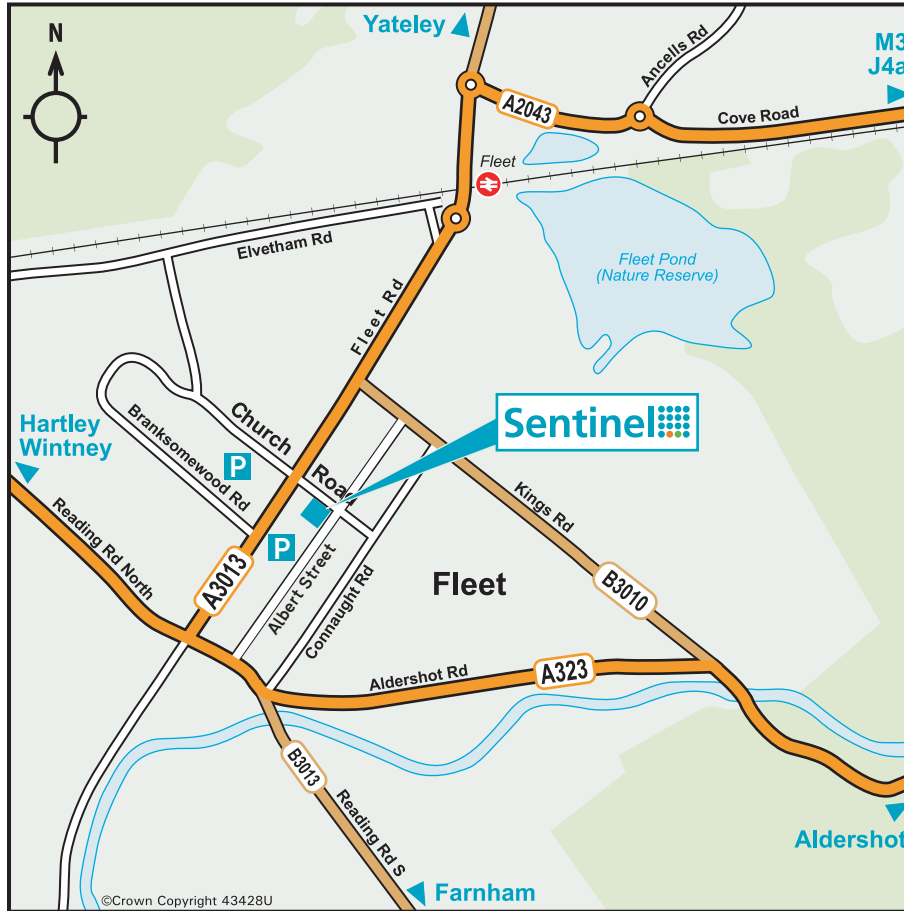 N
Yateley
Ancells Rd
M3
J4a
A2043
Cove Road
Fleet
Elvetham Rd
Fleet Pond
(Nature Reserve)
Fleet Rd
Hartley
Wintney
Branksomewood Rd
Church
Road
Sentinel
P
P
Kings Rd
Reading Rd North
A3013
Albert Street
Connaught Rd
Fleet
B3010
Aldershot Rd
A323
B3013
Reading Rd S
Aldershot
Farnham
©Crown Copyright 43428U